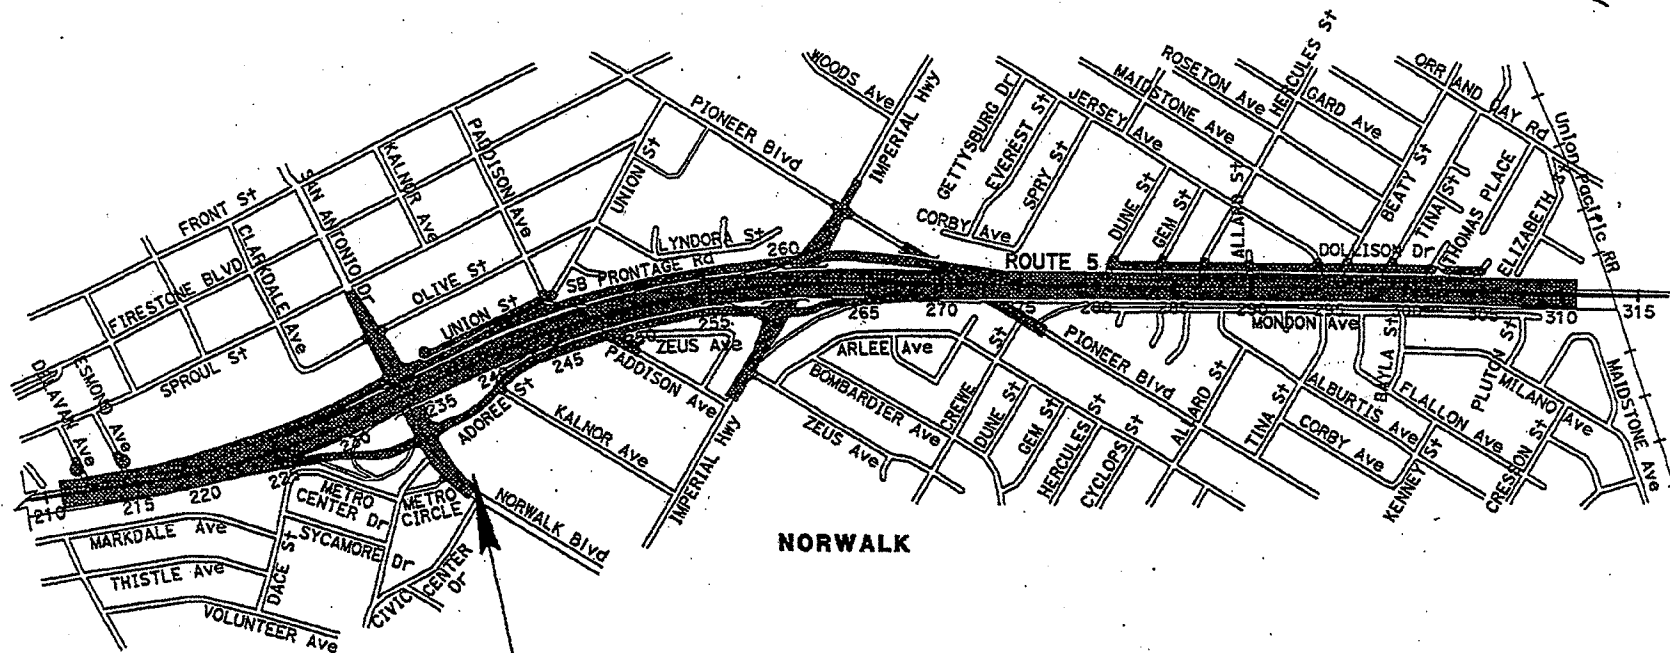 HERCULES St
ORR AND DAY Rd
ROSETON Ave
WOODS Ave
IMPERIAL Hwy
MAIDSTONE Ave
GARD Ave
JERSEY Ave
GETTYSBURG Dr
EVEREST St
SPRY St
CORBY Ave
PIONEER Blvd
Union Pacific RR
PADDISON Ave
KALNOR Ave
UNION St
SAN ANTONIO Dr
FRONT St
CLARKDALE Ave
FIRESTONE BLVD
OLIVE St
UNION St
LYNDORA St
SB FRONTAGE Rd
DUNE St
GEM St
ALLARD St
BEATY St
TINA St
THOMAS PLACE
ELIZABETH
DOLLISON Dr
ROUTE 5
260
265
270
310
315
SPROUL St
DELAVAN Ave
ESMOND Ave
255
245
235
220
215
210
ZEUS Ave
PADDISON Ave
ADOREE St
KALNOR Ave
IMPERIAL Hwy
ARLEE Ave
BOMBARDIER Ave
ZEUS Ave
CREWE St
DUNE St
GEM St
HERCULES St
CYCLOPS St
PIONEER Blvd
ALLARD St
MONDON Ave
TINA St
BAYLA St
ALBURTIS Ave
CORBY Ave
FLALLON Ave
KENNEY St
PLUTON St
MILANO Ave
CRESSON St
MAIDSTONE Ave
METRO
CENTER Dr
METRO
CIRCLE
NORWALK Blvd
SYCAMORE Dr
MARKDALE Ave
THISTLE Ave
DACE St
VOLUNTEER Ave
CIVIC
CENTER
Dr
NORWALK